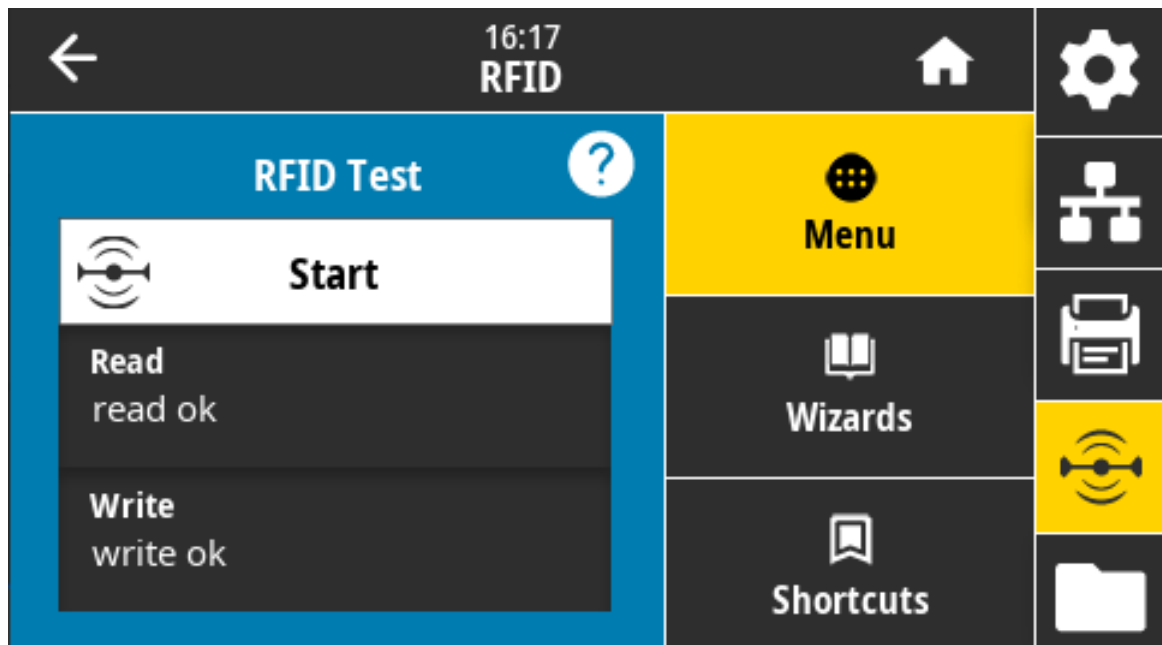 16:17
RFID
RFID Test
?
Start
Read
read ok
Write
write ok
Menu
Wizards
Shortcuts